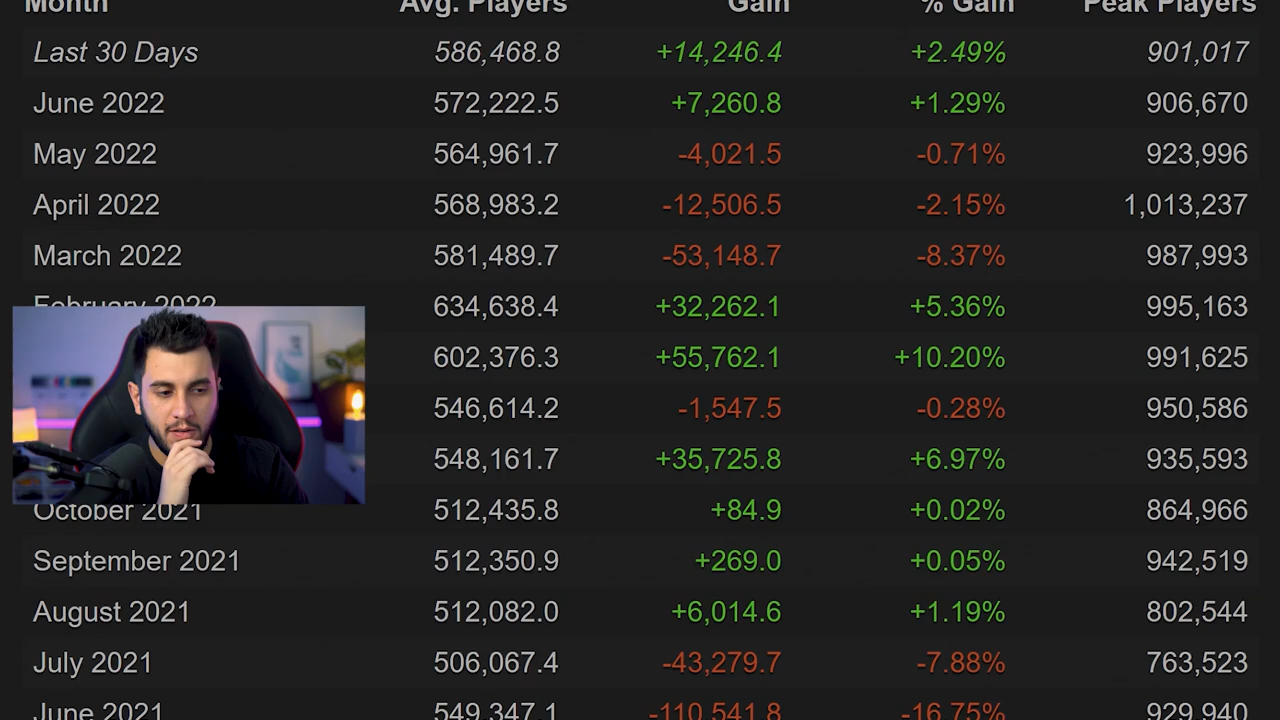 Month Avg. Players Gain % Gain Peak Players
Last 30 Days 586,468.8 +14,246.4 +2.49% 901,017
June 2022 572,222.5 +7,260.8 +1.29% 906,670
May 2022 564,961.7 -4,021.5 -0.71% 923,996
April 2022 568,983.2 -12,506.5 -2.15% 1,013,237
March 2022 581,489.7 -53,148.7 -8.37% 987,993
February 2022 634,638.4 +32,262.1 +5.36% 995,163
602,376.3 +55,762.1 +10.20% 991,625
546,614.2 -1,547.5 -0.28% 950,586
548,161.7 +35,725.8 +6.97% 935,593
October 2021 512,435.8 +84.9 +0.02% 864,966
September 2021 512,350.9 +269.0 +0.05% 942,519
August 2021 512,082.0 +6,014.6 +1.19% 802,544
July 2021 506,067.4 -43,279.7 -7.88% 763,523
June 2021 549,347.1 -110,541.8 -16.75% 929,940